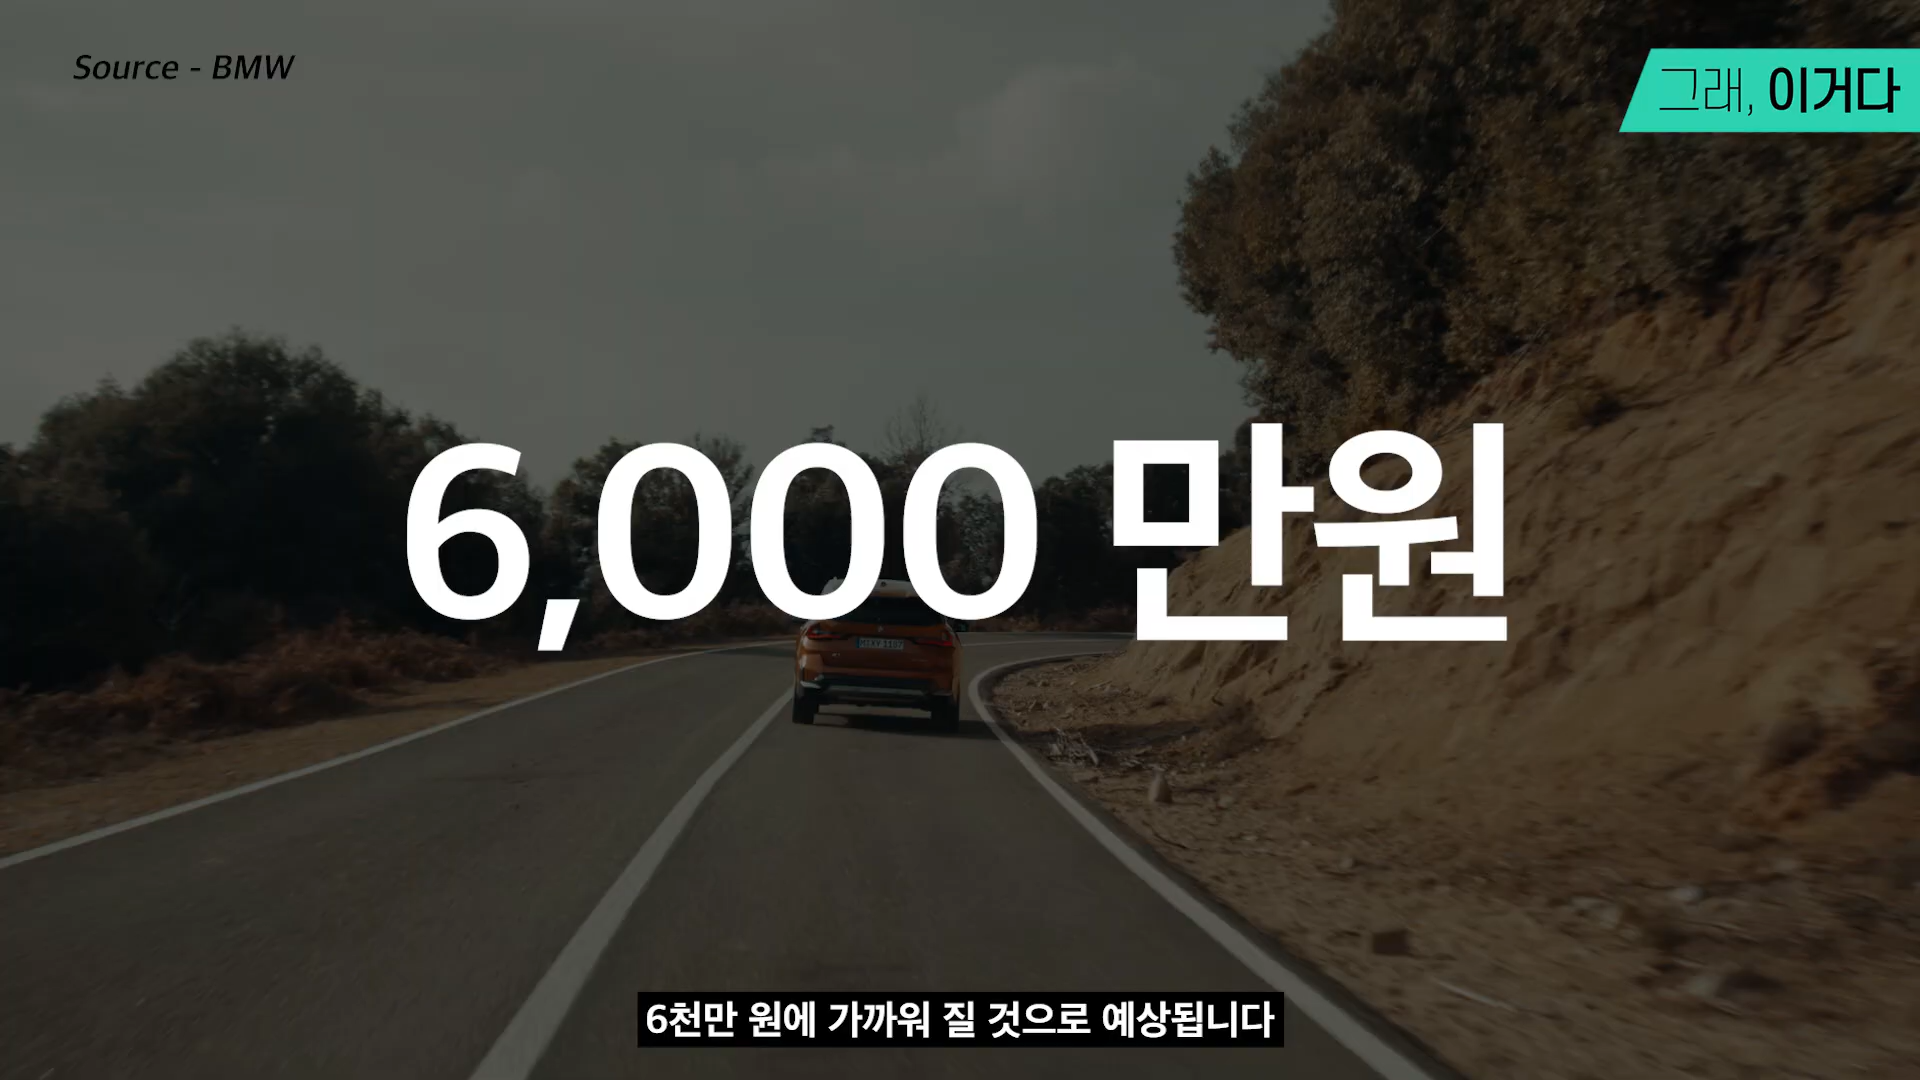 Source - BMW
그래, 이거다
6,000 만원
6천만 원에 가까워 질 것으로 예상됩니다